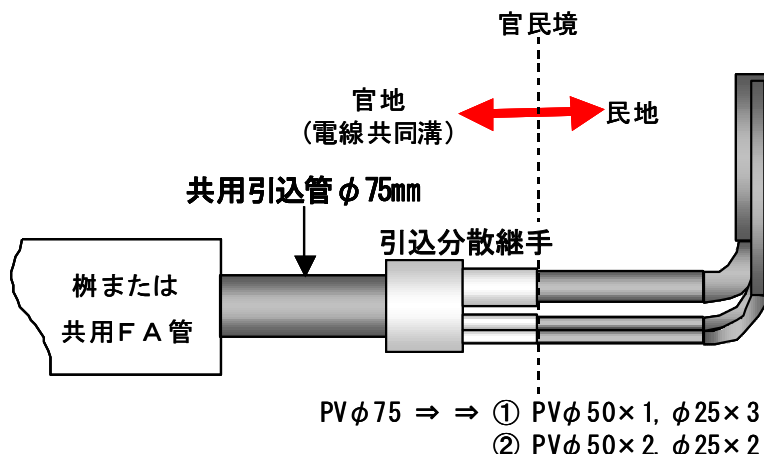 官民境
官地
(電線共同溝)
民地
共用引込管φ75mm
引込分散継手
桝または
共用FA管
PVφ75 ⇒ ⇒ ① PVφ50×1, φ25×3
② PVφ50×2, φ25×2